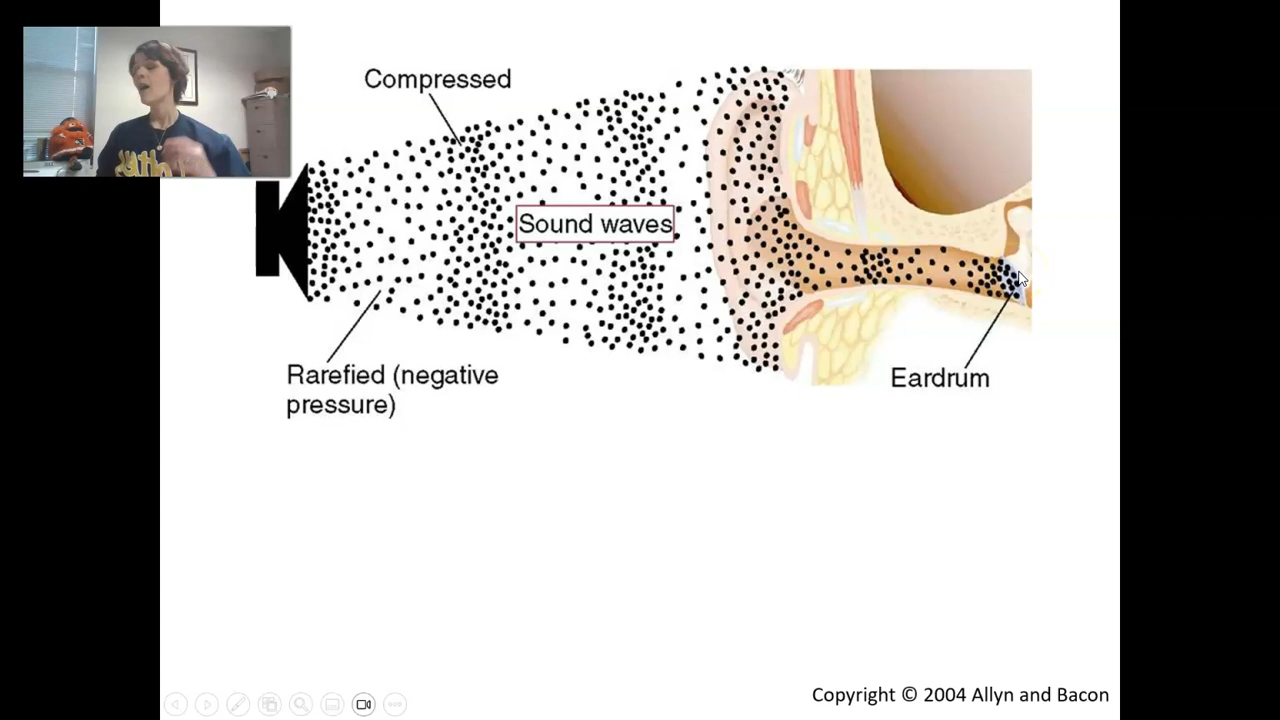 Compressed
Sound waves
Rarefied (negative
pressure)
Eardrum
Copyright © 2004 Allyn and Bacon